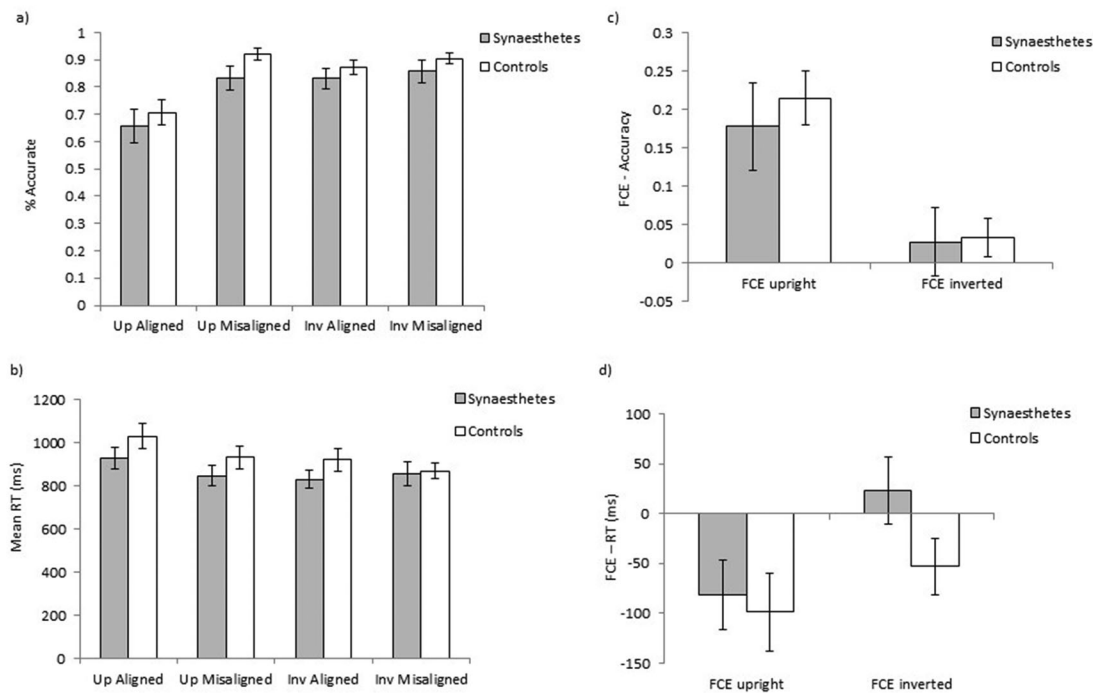 a)
Synaesthetes
Controls
% Accurate
1
0.9
0.8
0.7
0.6
0.5
0.4
0.3
0.2
0.1
0
Up Aligned Up Misaligned Inv Aligned Inv Misaligned
c)
Synaesthetes
Controls
FCE - Accuracy
0.3
0.25
0.2
0.15
0.1
0.05
0
-0.05
FCE upright FCE inverted
b)
Synaesthetes
Controls
Mean RT (ms)
1200
1000
800
600
400
200
0
Up Aligned Up Misaligned Inv Aligned Inv Misaligned
d)
Synaesthetes
Controls
FCE – RT (ms)
100
50
0
-50
-100
-150
FCE upright FCE inverted